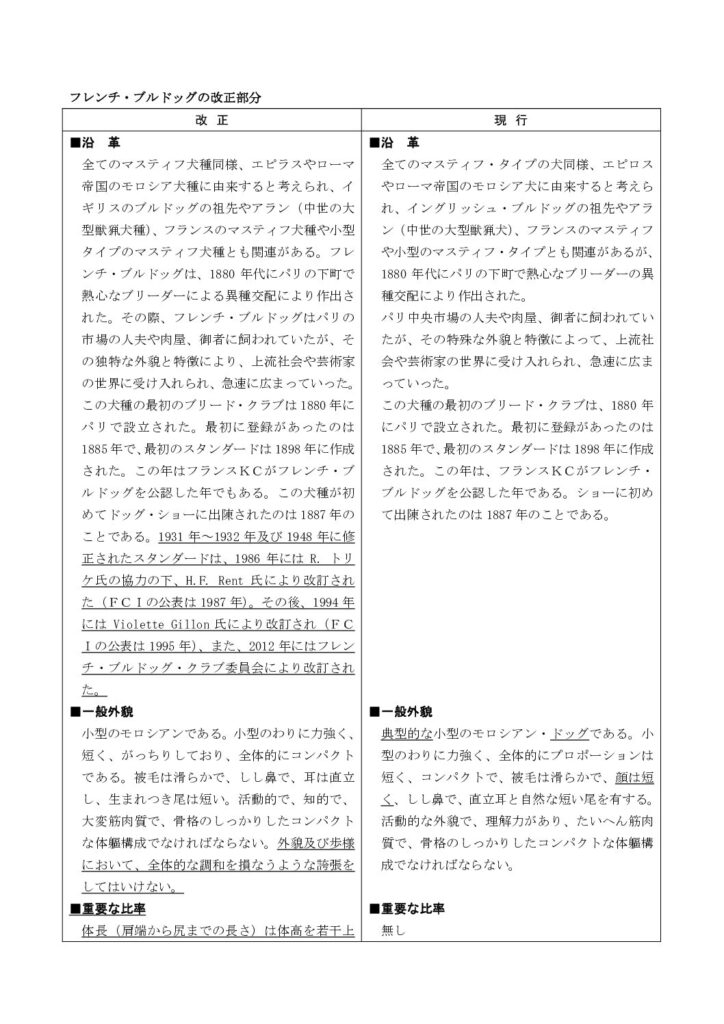 フレンチ・ブルドッグの改正部分
改 正
■沿　革
全てのマスティフ犬種同様、エピラスやローマ
帝国のモロシア犬種に由来すると考えられ、イ
ギリスのブルドッグの祖先やアラン（中世の大
型獣猟犬種）、フランスのマスティフ犬種や小型
タイプのマスティフ犬種とも関連がある。フレ
ンチ・ブルドッグは、1880 年代にパリの下町で
熱心なブリーダーによる異種交配により作出さ
れた。その際、フレンチ・ブルドッグはパリの
市場の人夫や肉屋、御者に飼われていたが、そ
の独特な外貌と特徴により、上流社会や芸術家
の世界に受け入れられ、急速に広まっていった。
この犬種の最初のブリード・クラブは 1880 年に
パリで設立された。最初に登録があったのは
1885 年で、最初のスタンダードは 1898 年に作成
された。この年はフランスＫＣがフレンチ・ブ
ルドッグを公認した年でもある。この犬種が初
めてドッグ・ショーに出陳されたのは 1887 年の
ことである。1931 年～1932 年及び 1948 年に修
正されたスタンダードは、1986 年には R. トリ
ケ氏の協力の下、H.F. Rent 氏により改訂され
た（ＦＣＩの公表は 1987 年）。その後、1994 年
には Violette Gillon 氏により改訂され（ＦＣ
Ｉの公表は 1995 年）、また、2012 年にはフレン
チ・ブルドッグ・クラブ委員会により改訂され
た。
■一般外貌
小型のモロシアンである。小型のわりに力強く、
短く、がっちりしており、全体的にコンパクト
である。被毛は滑らかで、しし鼻で、耳は直立
し、生まれつき尾は短い。活動的で、知的で、
大変筋肉質で、骨格のしっかりしたコンパクト
な体軀構成でなければならない。外貌及び歩様
において、全体的な調和を損なうような誇張を
してはいけない。
■重要な比率
体長（肩端から尻までの長さ）は体高を若干上
現 行
■沿　革
全てのマスティフ・タイプの犬同様、エピロス
やローマ帝国のモロシア犬に由来すると考えら
れ、イングリッシュ・ブルドッグの祖先やアラ
ン（中世の大型獣猟犬）、フランスのマスティフ
や小型のマスティフ・タイプとも関連があるが、
1880 年代にパリの下町で熱心なブリーダーの異
種交配により作出された。
パリ中央市場の人夫や肉屋、御者に飼われてい
たが、その特殊な外貌と特徴によって、上流社
会や芸術家の世界に受け入れられ、急速に広ま
っていった。
この犬種の最初のブリード・クラブは、1880 年
にパリで設立された。最初に登録があったのは
1885 年で、最初のスタンダードは 1898 年に作成
された。この年は、フランスＫＣがフレンチ・
ブルドッグを公認した年である。ショーに初め
て出陳されたのは 1887 年のことである。
■一般外貌
典型的な小型のモロシアン・ドッグである。小
型のわりに力強く、全体的にプロポーションは
短く、コンパクトで、被毛は滑らかで、顔は短
く、しし鼻で、直立耳と自然な短い尾を有する。
活動的な外貌で、理解力があり、たいへん筋肉
質で、骨格のしっかりしたコンパクトな体軀構
成でなければならない。
■重要な比率
無し